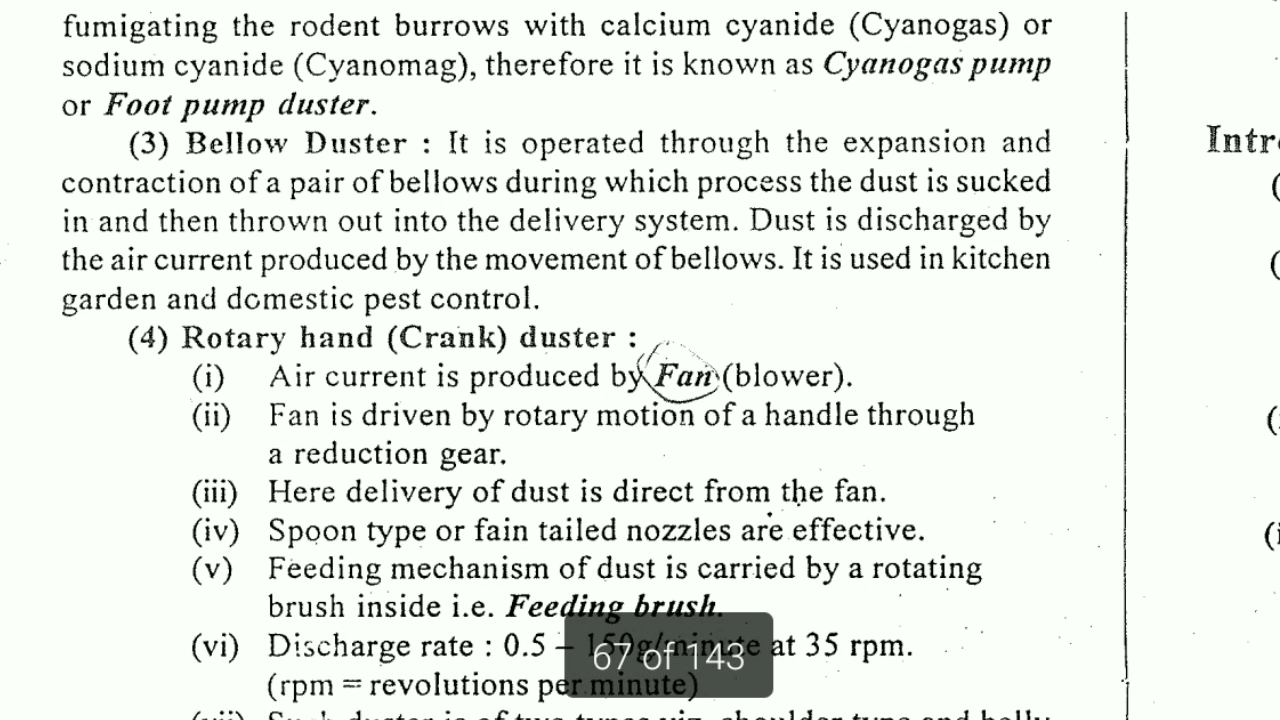 fumigating the rodent burrows with calcium cyanide (Cyanogas) or
sodium cyanide (Cyanomag), therefore it is known as Cyanogas pump
or Foot pump duster.
(3) Bellow Duster : It is operated through the expansion and
contraction of a pair of bellows during which process the dust is sucked
in and then thrown out into the delivery system. Dust is discharged by
the air current produced by the movement of bellows. It is used in kitchen
garden and domestic pest control.
(4) Rotary hand (Crank) duster :
(i) Air current is produced by Fan (blower).
(ii) Fan is driven by rotary motion of a handle through
a reduction gear.
(iii) Here delivery of dust is direct from the fan.
(iv) Spoon type or fain tailed nozzles are effective.
(v) Feeding mechanism of dust is carried by a rotating
brush inside i.e. Feeding brush.
(vi) Discharge rate : 0.5 – 150g/minute at 35 rpm.
(rpm = revolutions per minute)
67 of 143